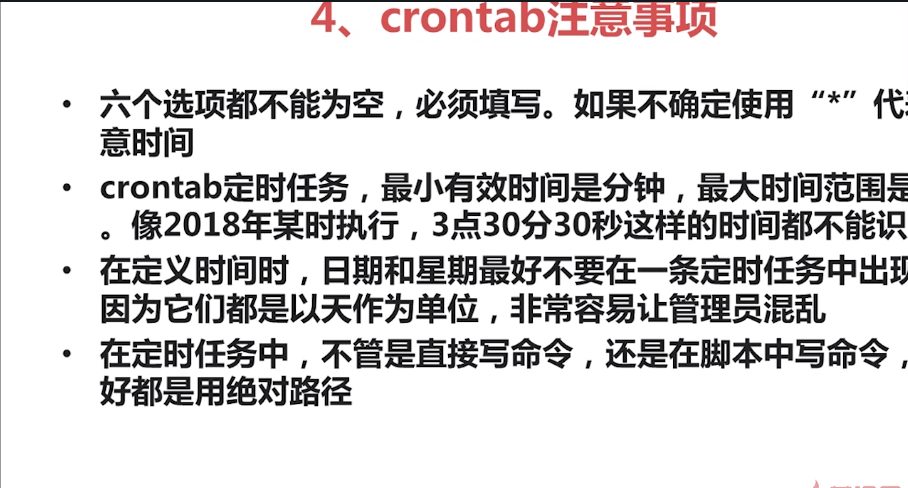 4、crontab注意事项
• 六个选项都不能为空，必须填写。如果不确定使用“*”代
意时间
• crontab定时任务，最小有效时间是分钟，最大时间范围是
。像2018年某时执行，3点30分30秒这样的时间都不能识
• 在定义时间时，日期和星期最好不要在一条定时任务中出现
因为它们都是以天作为单位，非常容易让管理员混乱
• 在定时任务中，不管是直接写命令，还是在脚本中写命令，
好都是用绝对路径